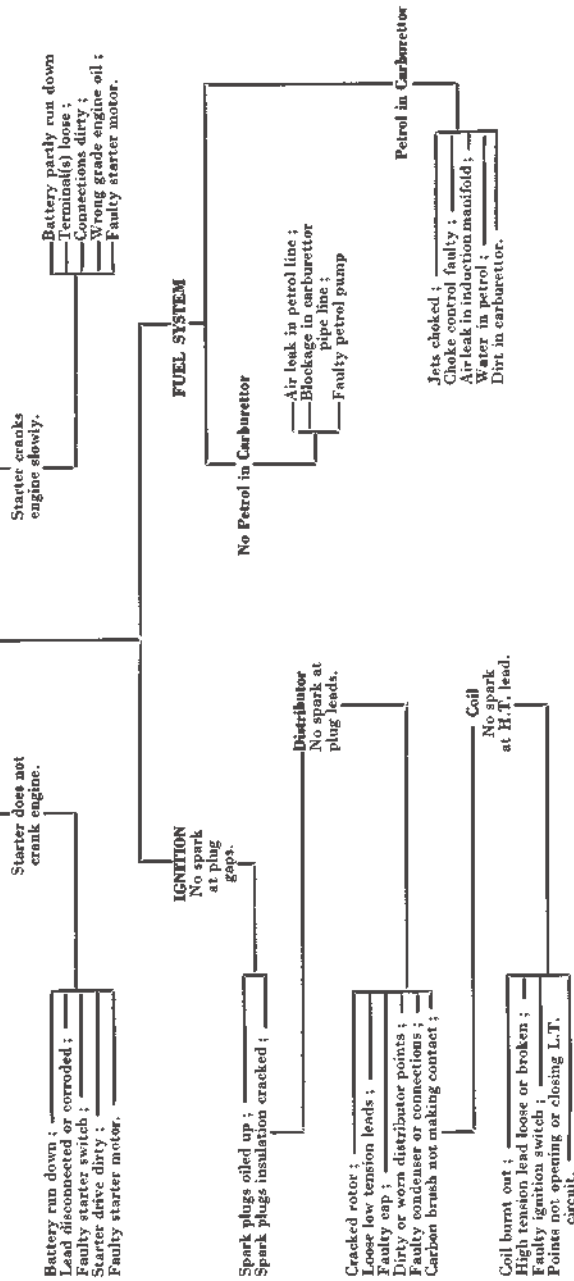 Starter does not
crank engine.
Battery run down ;
Lead disconnected or corroded ;
Faulty starter switch ;
Starter drive dirty ;
Faulty starter motor.
Starter cranks
engine slowly.
Battery partly run down
Terminal(s) loose ;
Connections dirty ;
Wrong grade engine oil ;
Faulty starter motor.
IGNITION
No spark
at plug
gaps.
Spark plugs oiled up ;
Spark plugs insulation cracked ;
Distributor
No spark at
plug leads.
Cracked rotor ;
Loose low tension leads ;
Faulty cap ;
Dirty or worn distributor points ;
Faulty condenser or connections ;
Carbon brush not making contact ;
Coil
No spark
at H.T. lead.
Coil burnt out ;
High tension lead loose or broken ;
Faulty ignition switch ;
Points not opening or closing L.T.
circuit.
FUEL SYSTEM
No Petrol in Carburettor
Air leak in petrol line ;
Blockage in carburettor
pipe line ;
Faulty petrol pump
Petrol in Carburettor
Jets choked ;
Choke control faulty ;
Air leak in induction manifold ;
Water in petrol ;
Dirt in carburettor.